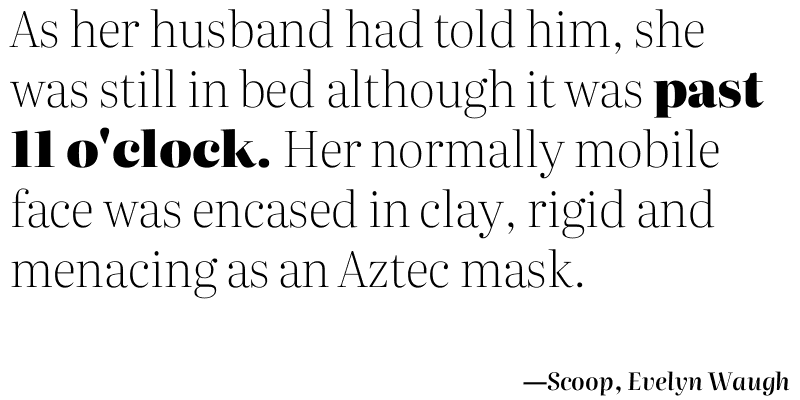 As her husband had told him, she
was still in bed although it was past
11 o'clock. Her normally mobile
face was encased in clay, rigid and
menacing as an Aztec mask.
—Scoop, Evelyn Waugh